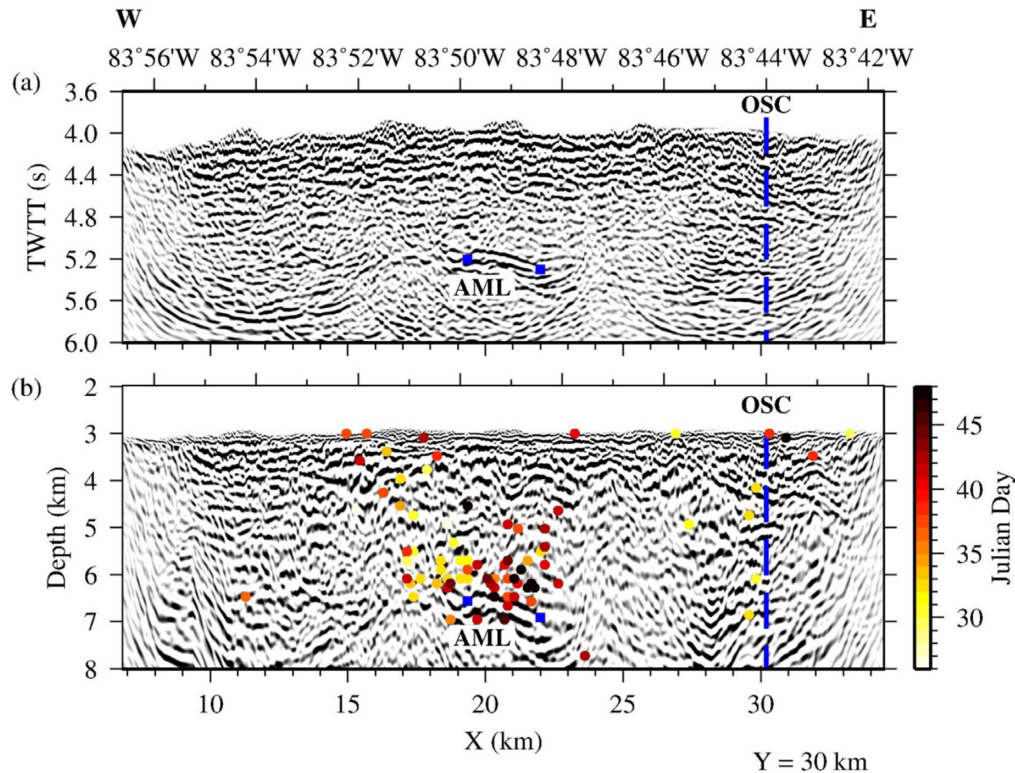 W E
83°56'W 83°54'W 83°52'W 83°50'W 83°48'W 83°46'W 83°44'W 83°42'W
(a)
OSC
3.6
4.0
4.4
4.8
5.2
5.6
6.0
TWTT (s)
AML
(b)
OSC
2
3
4
5
6
7
8
Depth (km)
AML
10 15 20 25 30
X (km)
Y = 30 km
45
40
35
30
Julian Day